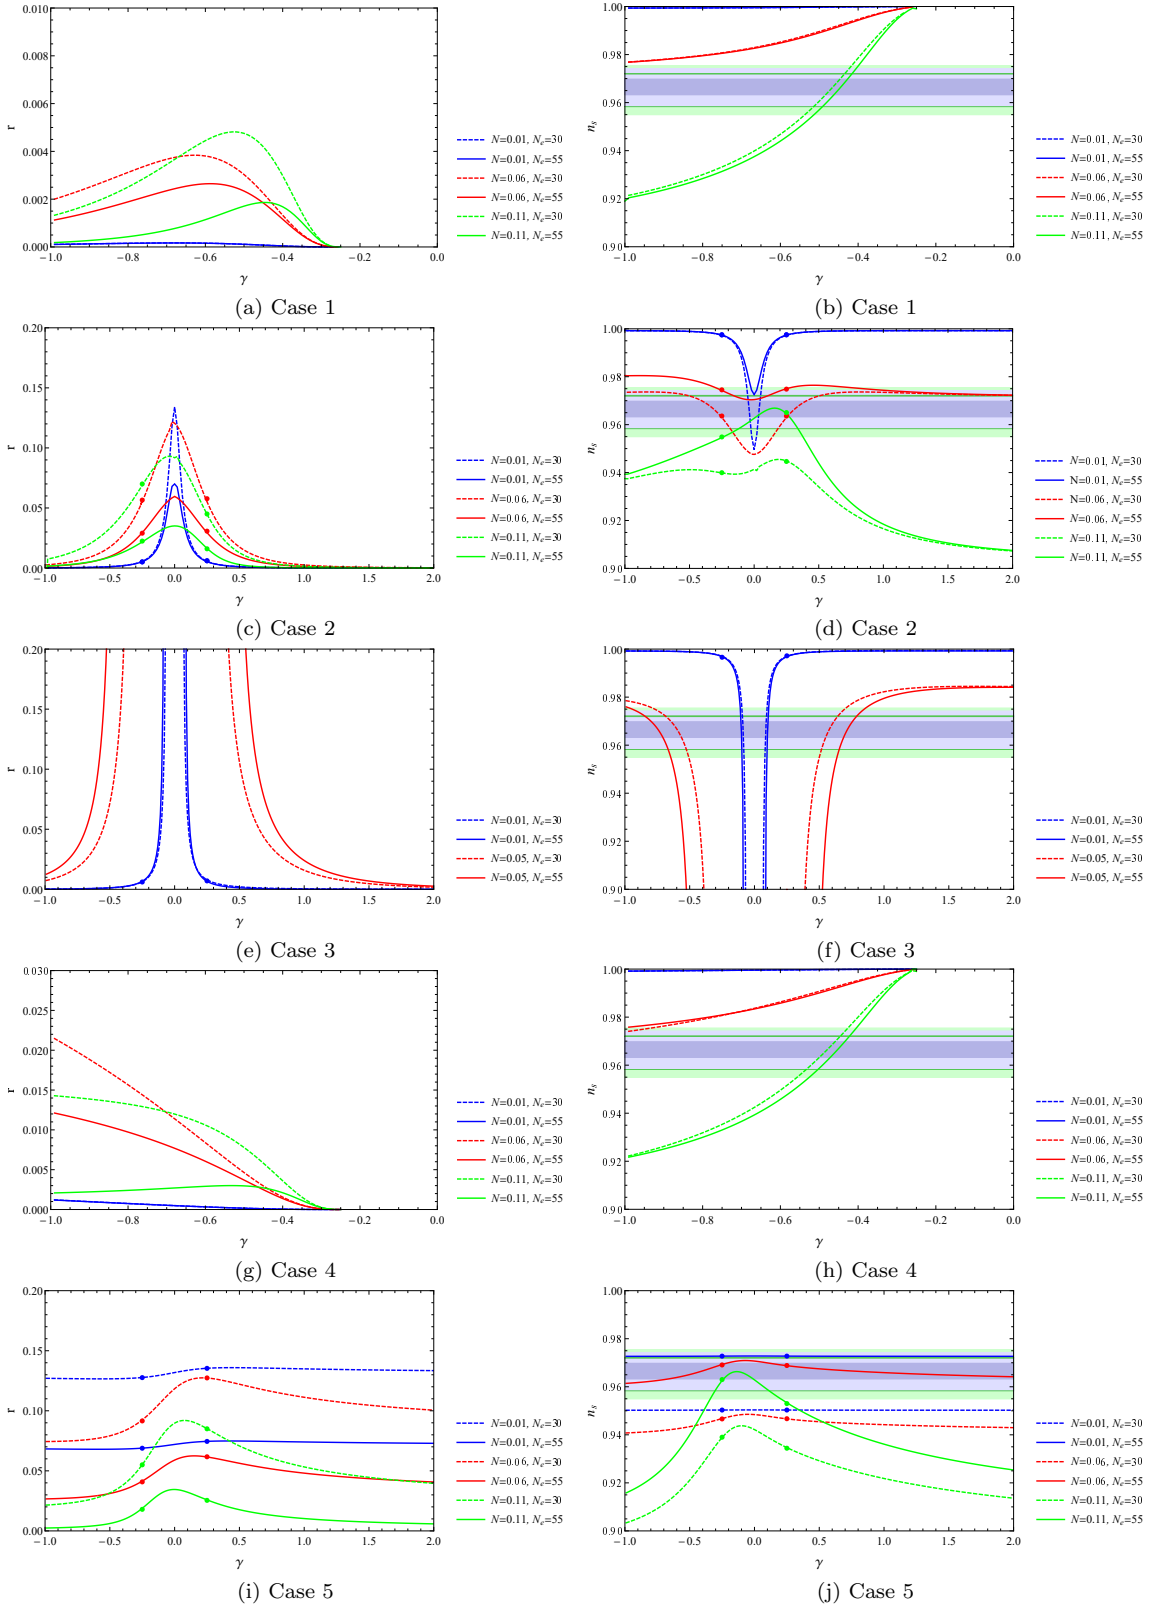 0.010
0.008
0.006
0.004
0.002
0.000
r
−1.0 −0.8 −0.6 −0.4 −0.2 0.0
γ
N=0.01, Ne=30
N=0.01, Ne=55
N=0.06, Ne=30
N=0.06, Ne=55
N=0.11, Ne=30
N=0.11, Ne=55
(a) Case 1
1.00
0.98
0.96
0.94
0.92
0.90
ns
−1.0 −0.8 −0.6 −0.4 −0.2 0.0
γ
N=0.01, Ne=30
N=0.01, Ne=55
N=0.06, Ne=30
N=0.06, Ne=55
N=0.11, Ne=30
N=0.11, Ne=55
(b) Case 1
0.20
0.15
0.10
0.05
0.00
r
−1.0 −0.5 0.0 0.5 1.0 1.5 2.0
γ
N=0.01, Ne=30
N=0.01, Ne=55
N=0.06, Ne=30
N=0.06, Ne=55
N=0.11, Ne=30
N=0.11, Ne=55
(c) Case 2
1.00
0.98
0.96
0.94
0.92
0.90
ns
−1.0 −0.5 0.0 0.5 1.0 1.5 2.0
γ
N=0.01, Ne=30
N=0.01, Ne=55
N=0.06, Ne=30
N=0.06, Ne=55
N=0.11, Ne=30
N=0.11, Ne=55
(d) Case 2
0.20
0.15
0.10
0.05
0.00
r
−1.0 −0.5 0.0 0.5 1.0 1.5 2.0
γ
N=0.01, Ne=30
N=0.01, Ne=55
N=0.05, Ne=30
N=0.05, Ne=55
(e) Case 3
1.00
0.98
0.96
0.94
0.92
0.90
ns
−1.0 −0.5 0.0 0.5 1.0 1.5 2.0
γ
N=0.01, Ne=30
N=0.01, Ne=55
N=0.05, Ne=30
N=0.05, Ne=55
(f) Case 3
0.030
0.025
0.020
0.015
0.010
0.005
0.000
r
−1.0 −0.8 −0.6 −0.4 −0.2 0.0
γ
N=0.01, Ne=30
N=0.01, Ne=55
N=0.06, Ne=30
N=0.06, Ne=55
N=0.11, Ne=30
N=0.11, Ne=55
(g) Case 4
1.00
0.98
0.96
0.94
0.92
0.90
ns
−1.0 −0.8 −0.6 −0.4 −0.2 0.0
γ
N=0.01, Ne=30
N=0.01, Ne=55
N=0.06, Ne=30
N=0.06, Ne=55
N=0.11, Ne=30
N=0.11, Ne=55
(h) Case 4
0.20
0.15
0.10
0.05
0.00
r
−1.0 −0.5 0.0 0.5 1.0 1.5 2.0
γ
N=0.01, Ne=30
N=0.01, Ne=55
N=0.06, Ne=30
N=0.06, Ne=55
N=0.11, Ne=30
N=0.11, Ne=55
(i) Case 5
1.00
0.98
0.96
0.94
0.92
0.90
ns
−1.0 −0.5 0.0 0.5 1.0 1.5 2.0
γ
N=0.01, Ne=30
N=0.01, Ne=55
N=0.06, Ne=30
N=0.06, Ne=55
N=0.11, Ne=30
N=0.11, Ne=55
(j) Case 5